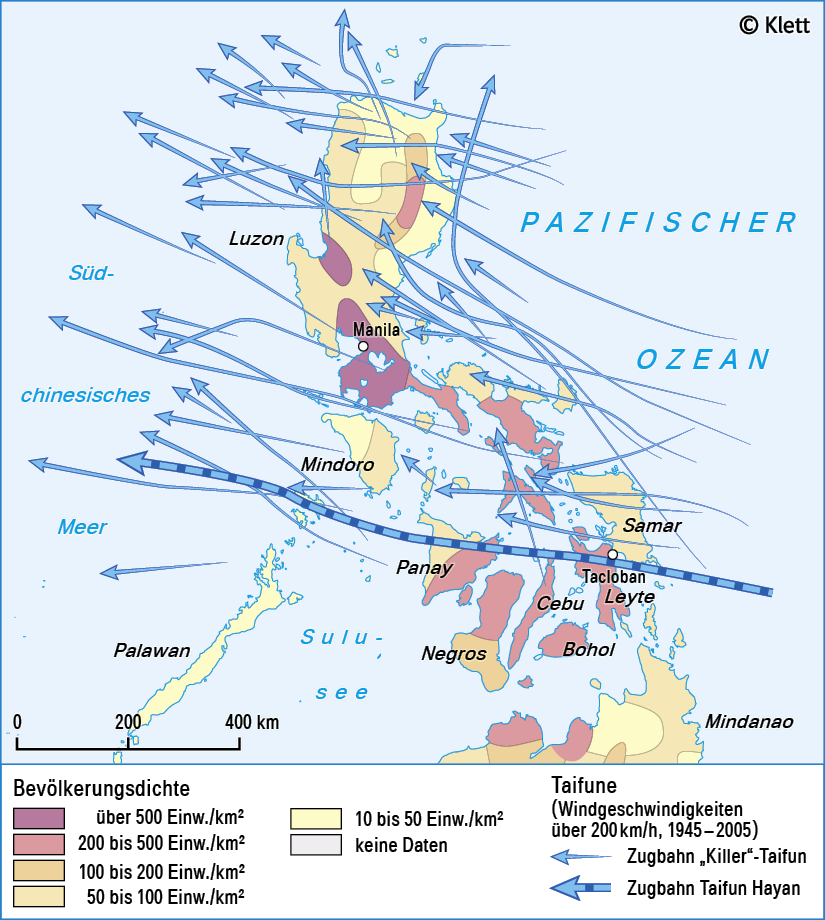 © Klett
PAZIFISCHER
OZEAN
Luzon
Süd-
chinesisches
Meer
Manila
Mindoro
Samar
Tacloban
Leyte
Panay
Cebu
Negros
Bohol
Palawan
Sulu-
see
Mindanao
0 200 400 km
Bevölkerungsdichte
über 500 Einw./km²
200 bis 500 Einw./km²
100 bis 200 Einw./km²
50 bis 100 Einw./km²
10 bis 50 Einw./km²
keine Daten
Taifune
(Windgeschwindigkeiten
über 200 km/h, 1945–2005)
Zugbahn „Killer“-Taifun
Zugbahn Taifun Hayan